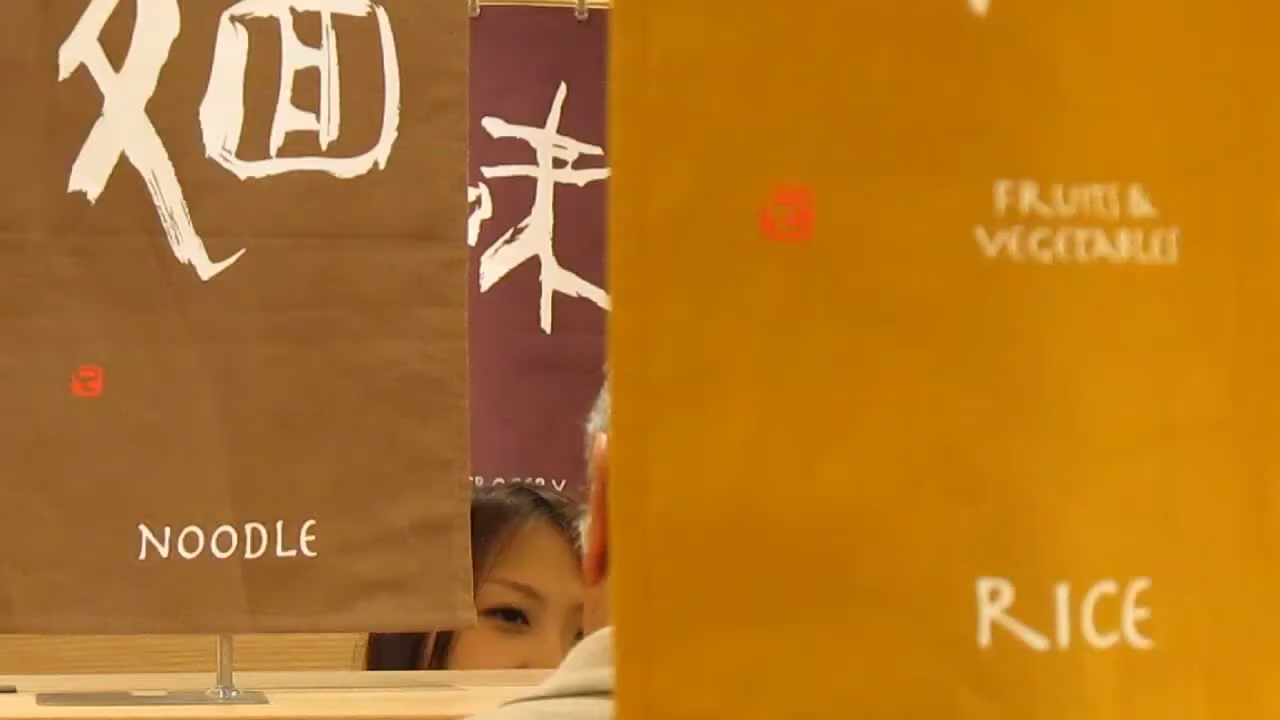 麺
NOODLE
味
FRUITS &
VEGETABLES
RICE